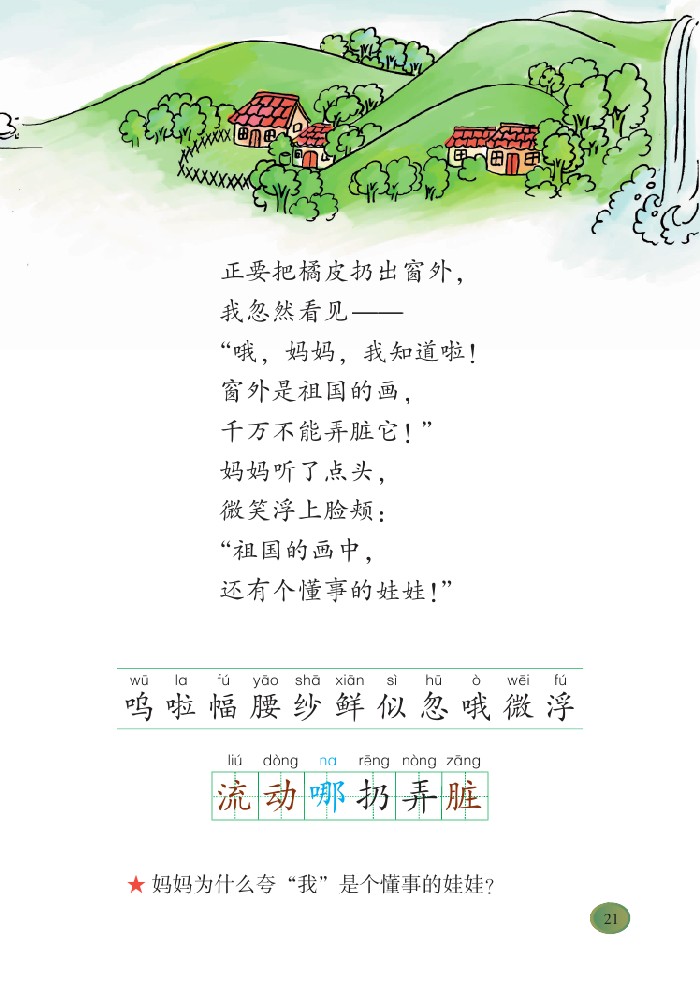 正要把橘皮扔出窗外，
我忽然看见——
“哦，妈妈，我知道啦！
窗外是祖国的画，
千万不能弄脏它！”
妈妈听了点头，
微笑浮上脸颊：
“祖国的画中，
还有个懂事的娃娃！”
wū la fú yāo shā xiān sì hū ò wēi fú
呜啦幅腰纱鲜似忽哦微浮
liú dòng na rēng nòng zāng
流动哪扔弄脏
★ 妈妈为什么夸“我”是个懂事的娃娃？
21